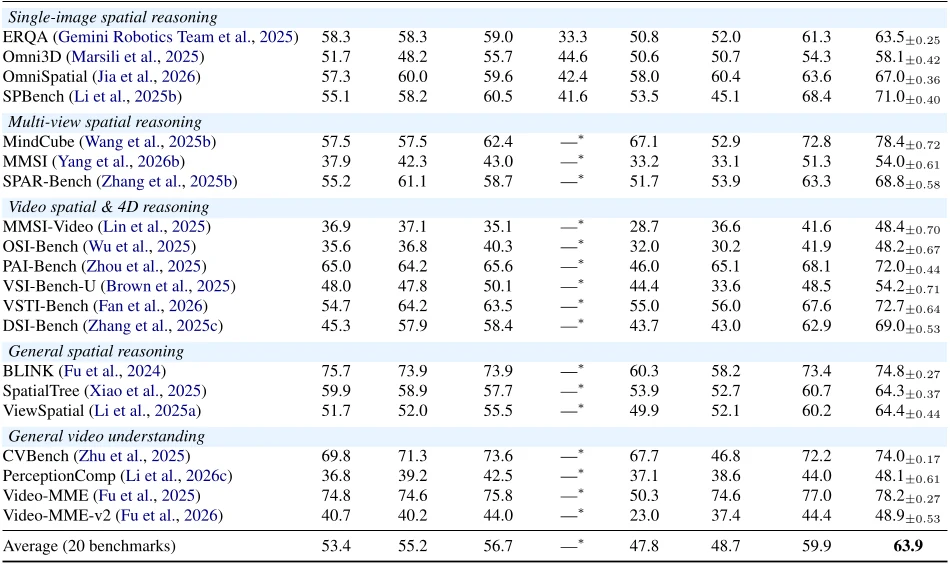 Single-image spatial reasoning
ERQA (Gemini Robotics Team et al., 2025) 58.3 58.3 59.0 33.3 50.8 52.0 61.3 63.5±0.25
Omni3D (Marsili et al., 2025) 51.7 48.2 55.7 44.6 50.6 50.7 54.3 58.1±0.42
OmniSpatial (Jia et al., 2026) 57.3 60.0 59.6 42.4 58.0 60.4 63.6 67.0±0.36
SPBench (Li et al., 2025b) 55.1 58.2 60.5 41.6 53.5 45.1 68.4 71.0±0.40
Multi-view spatial reasoning
MindCube (Wang et al., 2025b) 57.5 57.5 62.4 —* 67.1 52.9 72.8 78.4±0.72
MMSI (Yang et al., 2026b) 37.9 42.3 43.0 —* 33.2 33.1 51.3 54.0±0.61
SPAR-Bench (Zhang et al., 2025b) 55.2 61.1 58.7 —* 51.7 53.9 63.3 68.8±0.58
Video spatial & 4D reasoning
MMSI-Video (Lin et al., 2025) 36.9 37.1 35.1 —* 28.7 36.6 41.6 48.4±0.70
OSI-Bench (Wu et al., 2025) 35.6 36.8 40.3 —* 32.0 30.2 41.9 48.2±0.67
PAI-Bench (Zhou et al., 2025) 65.0 64.2 65.6 —* 46.0 65.1 68.1 72.0±0.44
VSI-Bench-U (Brown et al., 2025) 48.0 47.8 50.1 —* 44.4 33.6 48.5 54.2±0.71
VSTI-Bench (Fan et al., 2026) 54.7 64.2 63.5 —* 55.0 56.0 67.6 72.7±0.64
DSI-Bench (Zhang et al., 2025c) 45.3 57.9 58.4 —* 43.7 43.0 62.9 69.0±0.53
General spatial reasoning
BLINK (Fu et al., 2024) 75.7 73.9 73.9 —* 60.3 58.2 73.4 74.8±0.27
SpatialTree (Xiao et al., 2025) 59.9 58.9 57.7 —* 53.9 52.7 60.7 64.3±0.37
ViewSpatial (Li et al., 2025a) 51.7 52.0 55.5 —* 49.9 52.1 60.2 64.4±0.44
General video understanding
CVBench (Zhu et al., 2025) 69.8 71.3 73.6 —* 67.7 46.8 72.2 74.0±0.17
PerceptionComp (Li et al., 2026c) 36.8 39.2 42.5 —* 37.1 38.6 44.0 48.1±0.61
Video-MME (Fu et al., 2025) 74.8 74.6 75.8 —* 50.3 74.6 77.0 78.2±0.27
Video-MME-v2 (Fu et al., 2026) 40.7 40.2 44.0 —* 23.0 37.4 44.4 48.9±0.53
Average (20 benchmarks) 53.4 55.2 56.7 —* 47.8 48.7 59.9 63.9